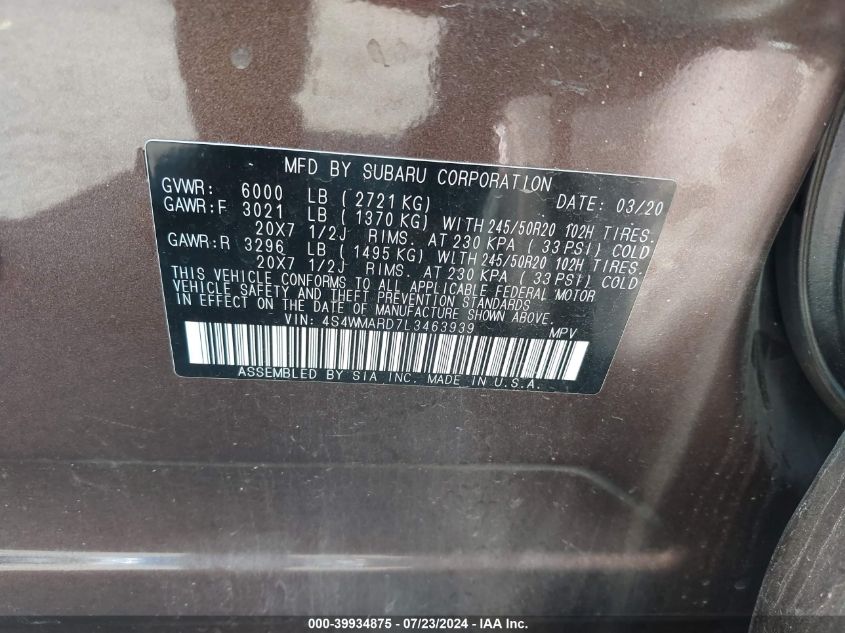 MFD BY SUBARU CORPORATION
GVWR: 6000 LB ( 2721 KG) DATE: 03/20
GAWR:F 3021 LB ( 1370 KG) WITH 245/50R20 102H TIRES.
20X7 1/2J RIMS. AT 230 KPA ( 33 PSI) COLD
GAWR:R 3296 LB ( 1495 KG) WITH 245/50R20 102H TIRES.
20X7 1/2J RIMS. AT 230 KPA ( 33 PSI) COLD
THIS VEHICLE CONFORMS TO ALL APPLICABLE FEDERAL MOTOR
VEHICLE SAFETY AND THEFT PREVENTION STANDARDS
IN EFFECT ON THE DATE OF MANUFACTURE SHOWN ABOVE.
VIN: 4S4WMARD7L3463939 MPV
ASSEMBLED BY SIA INC. MADE IN U.S.A.
000-39934875 - 07/23/2024 - IAA Inc.